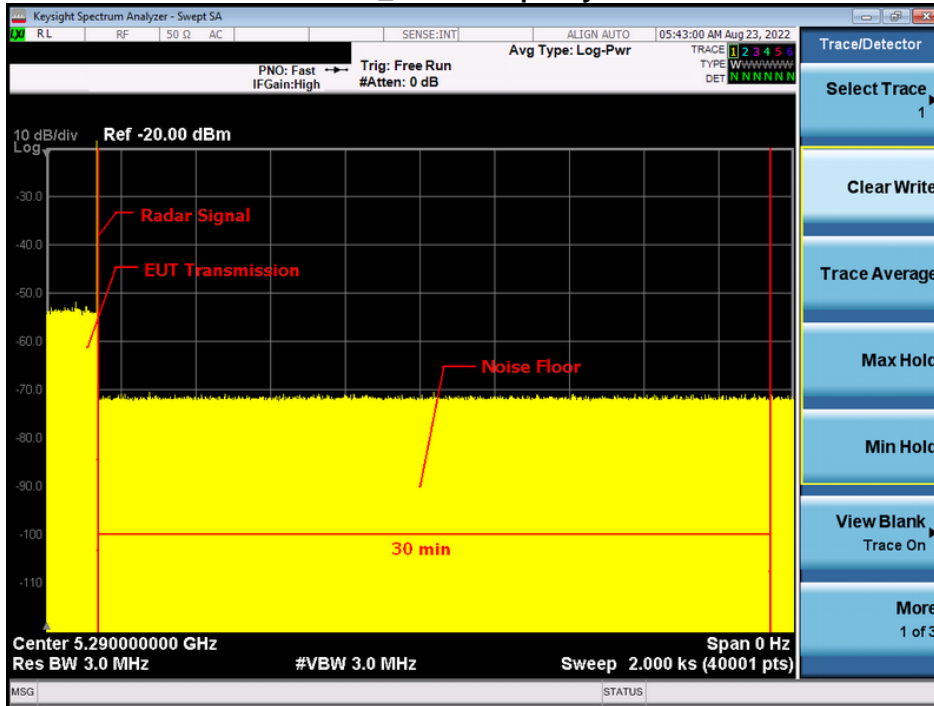 Keysight Spectrum Analyzer - Swept SA
LXI RL RF 50 Ω AC SENSE:INT ALIGN AUTO 05:43:00 AM Aug 23, 2022
Avg Type: Log-Pwr
TRACE 1 2 3 4 5 6
TYPE WWWWWW
DET N N N N N N
PNO: Fast
IFGain:High
Trig: Free Run
#Atten: 0 dB
10 dB/div Ref -20.00 dBm
Log
-30.0
Radar Signal
-40.0
EUT Transmission
-50.0
-60.0
Noise Floor
-70.0
-80.0
-90.0
-100
30 min
-110
Center 5.290000000 GHz Span 0 Hz
Res BW 3.0 MHz #VBW 3.0 MHz Sweep 2.000 ks (40001 pts)
MSG STATUS
Trace/Detector
Select Trace
1
Clear Write
Trace Average
Max Hold
Min Hold
View Blank
Trace On
More
1 of 3